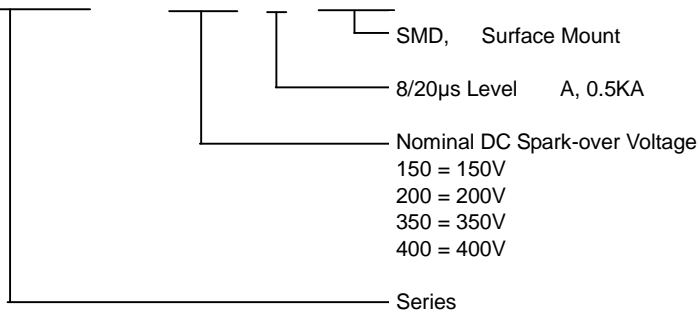 SMD, Surface Mount
8/20µs Level A, 0.5KA
Nominal DC Spark-over Voltage
150 = 150V
200 = 200V
350 = 350V
400 = 400V
Series